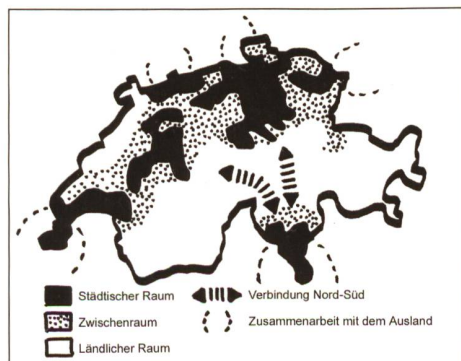 Städtischer Raum
Verbindung Nord-Süd
Zwischenraum
Zusammenarbeit mit dem Ausland
Ländlicher Raum